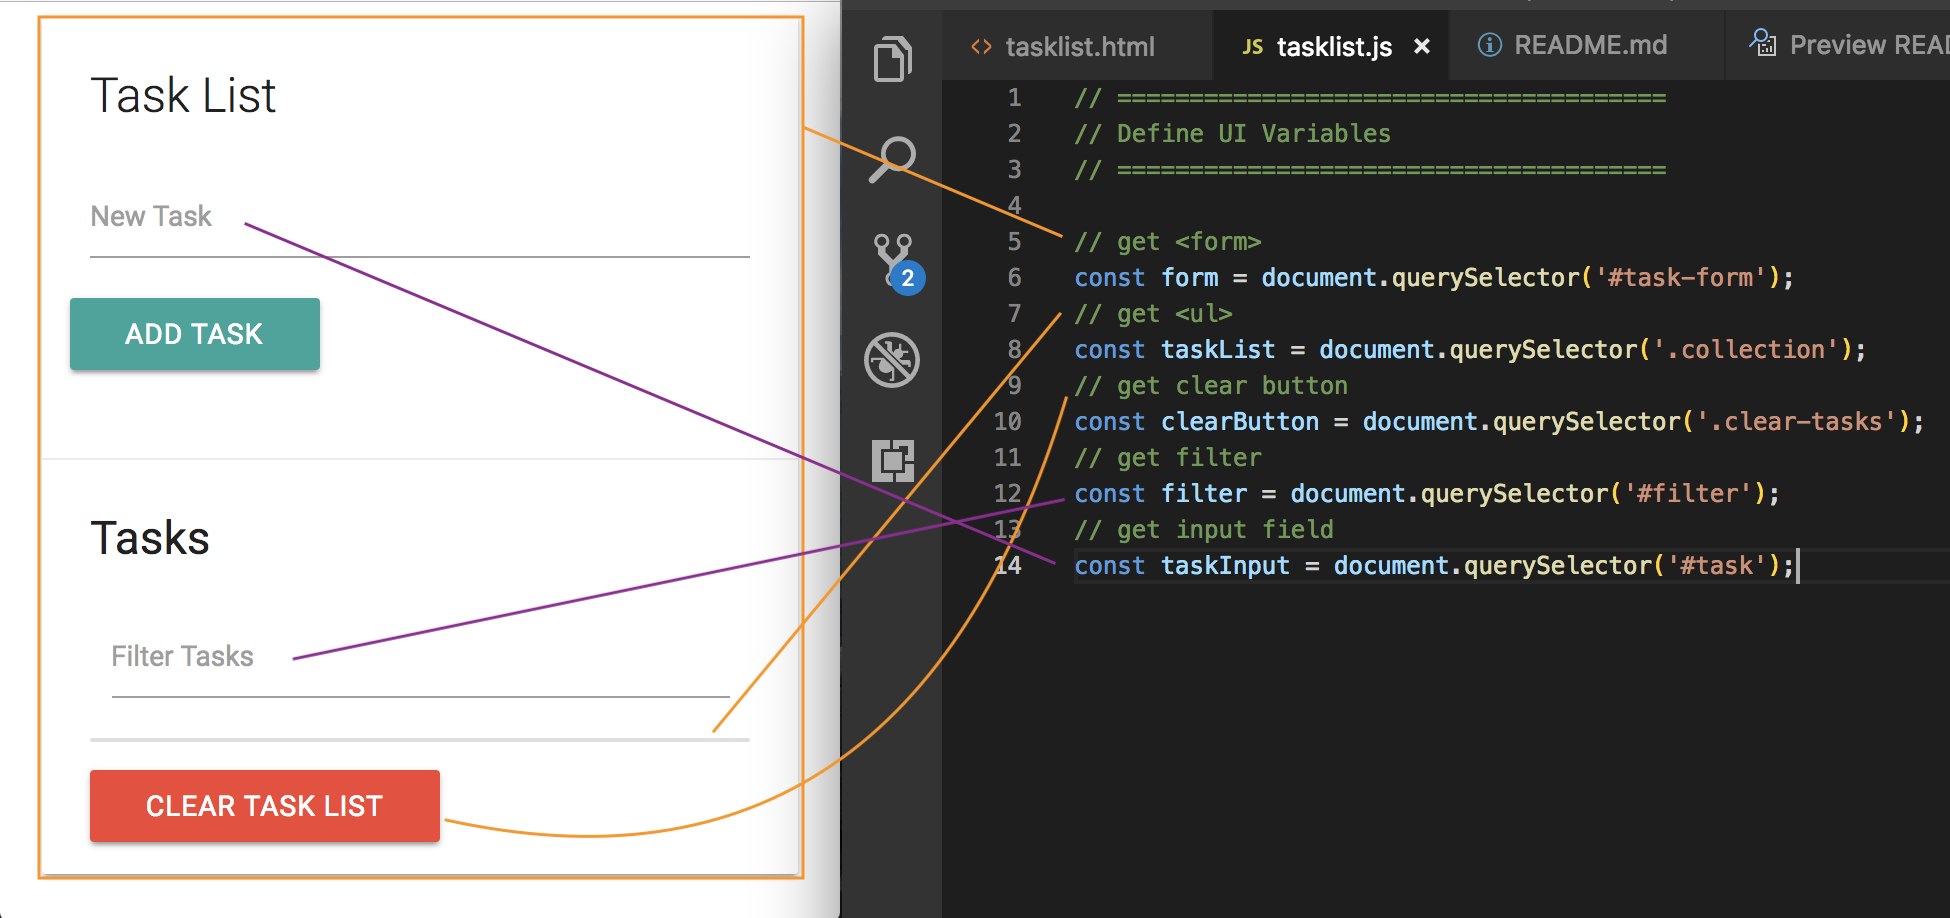 Task List
New Task
ADD TASK
Tasks
Filter Tasks
CLEAR TASK LIST
2
<> tasklist.html
JS tasklist.js ×
README.md
Preview READ
1 // ======================================
2 // Define UI Variables
3 // ======================================
4
5 // get <form>
6 const form = document.querySelector('#task-form');
7 // get <ul>
8 const taskList = document.querySelector('.collection');
9 // get clear button
10 const clearButton = document.querySelector('.clear-tasks');
11 // get filter
12 const filter = document.querySelector('#filter');
13 // get input field
14 const taskInput = document.querySelector('#task');